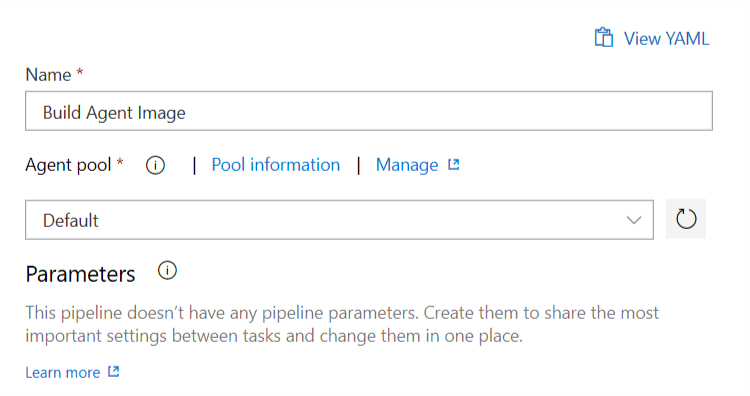 View YAML
Name *
Build Agent Image
Agent pool * | Pool information | Manage
Default
Parameters
This pipeline doesn't have any pipeline parameters. Create them to share the most
important settings between tasks and change them in one place.
Learn more